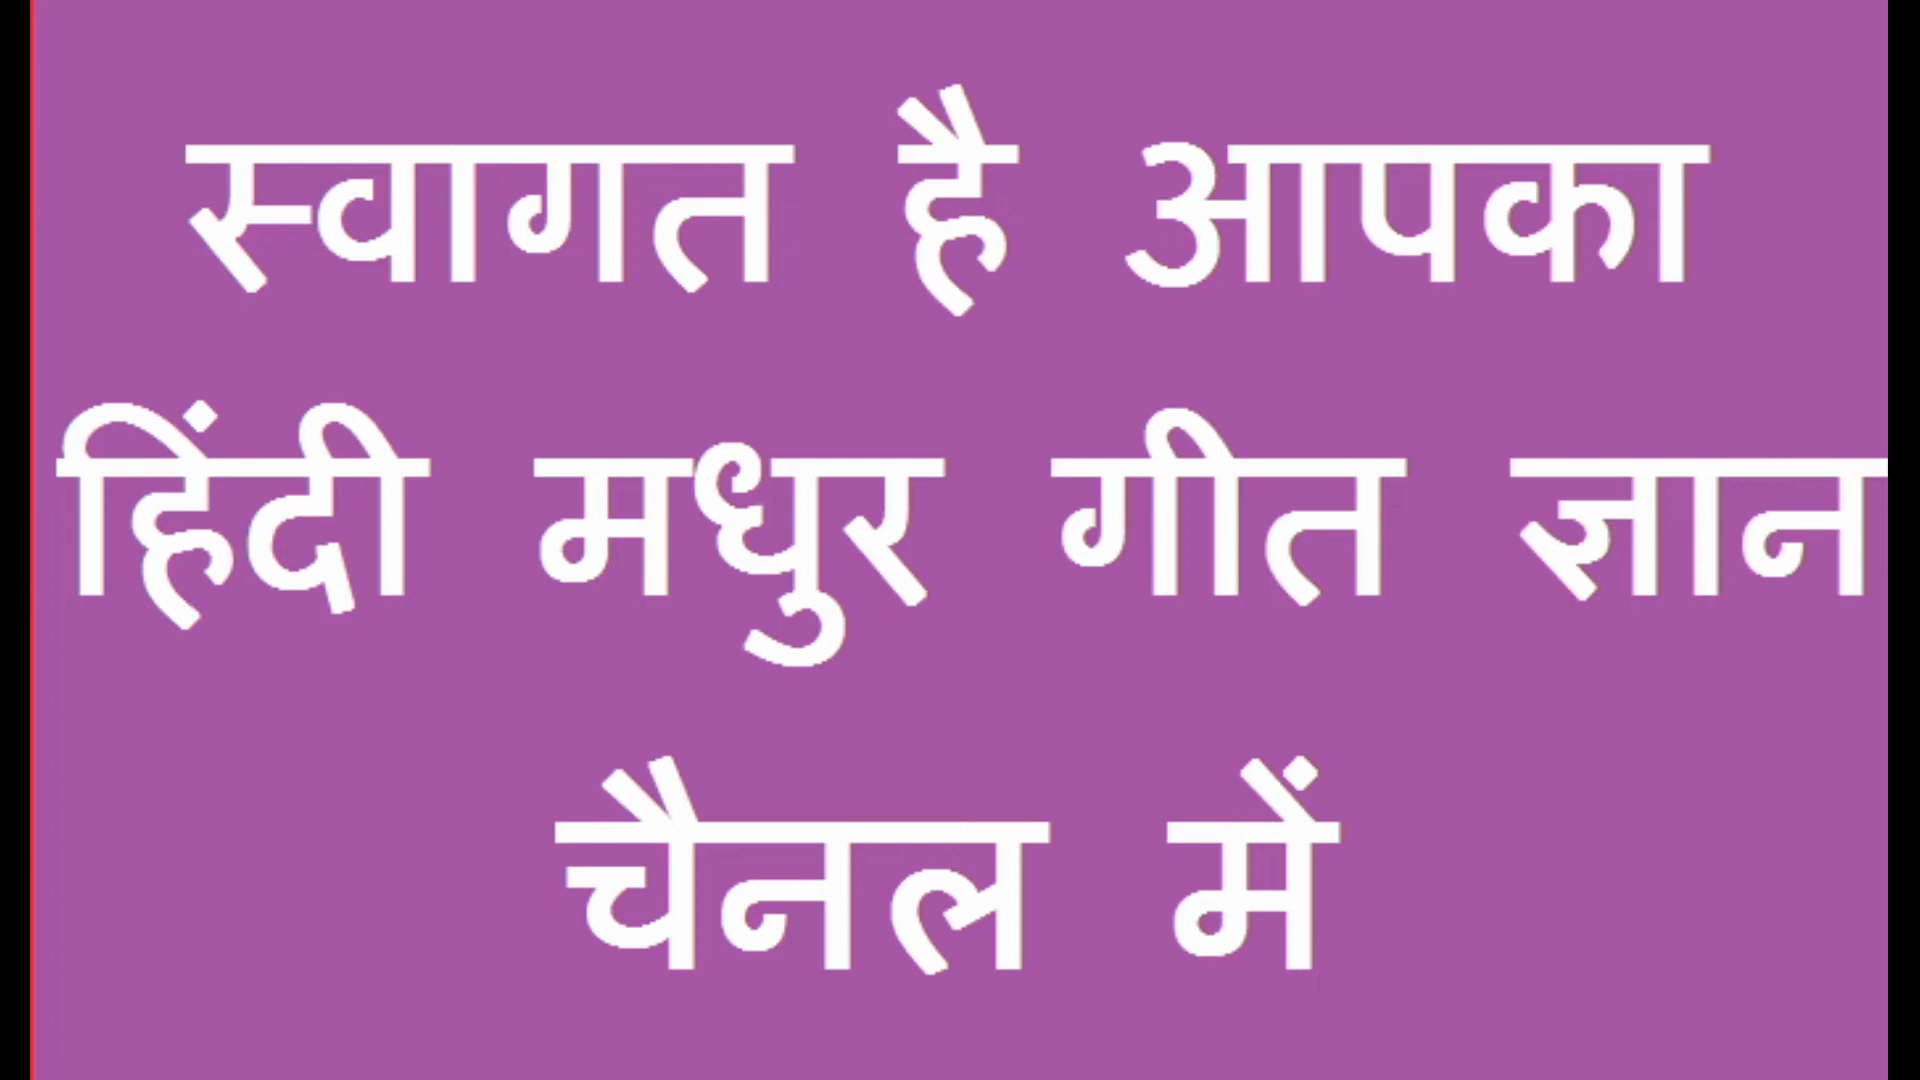 स्वागत है आपका
हिंदी मधुर गीत ज्ञान
चैनल में